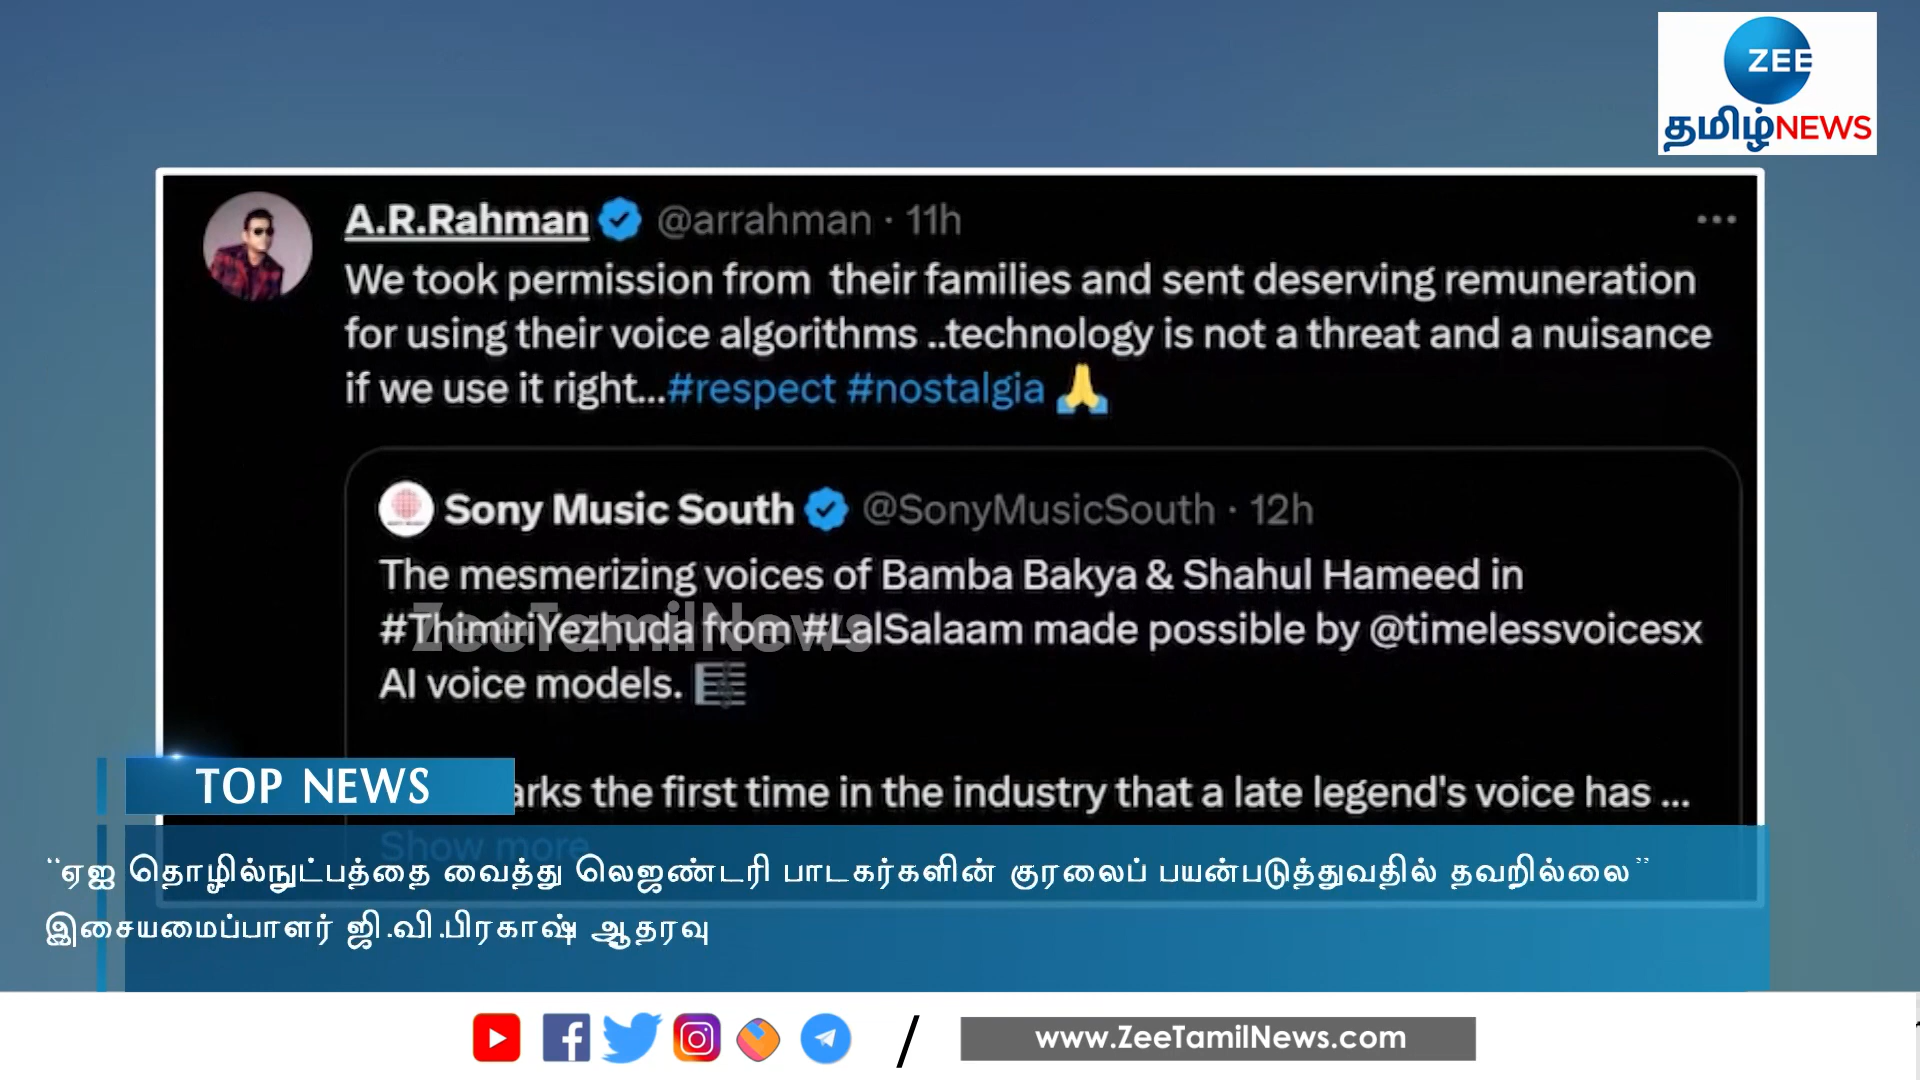 ZEE
தமிழ்NEWS
A.R.Rahman @arrahman · 11h
We took permission from their families and sent deserving remuneration
for using their voice algorithms ..technology is not a threat and a nuisance
if we use it right...#respect #nostalgia 🙏
Sony Music South @SonyMusicSouth · 12h
The mesmerizing voices of Bamba Bakya & Shahul Hameed in
#ThimiriYezhuda from #LalSalaam made possible by @timelessvoicesx
ZeeTamilNews
AI voice models. 🎼
TOP NEWS
the first time in the industry that a late legend's voice has ...
Show more
“ஏஐ தொழில்நுட்பத்தை வைத்து லெஜண்டரி பாடகர்களின் குரலைப் பயன்படுத்துவதில் தவறில்லை”
இசையமைப்பாளர் ஜி.வி.பிரகாஷ் ஆதரவு
/ www.ZeeTamilNews.com